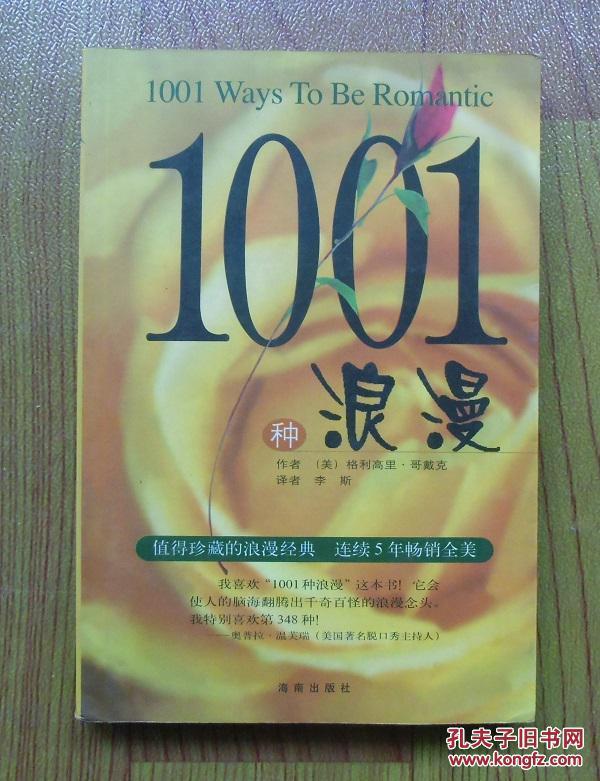 1001 Ways To Be Romantic
1001
种 浪漫
作者 (美) 格利高里·哥戴克
译者 李 斯
值得珍藏的浪漫经典 连续5年畅销全美
我喜欢“1001种浪漫”这本书! 它会
使人的脑海翻腾出千奇百怪的浪漫念头。
我特别喜欢第348种!
——奥普拉·温芙瑞 (美国著名脱口秀主持人)
海南出版社
孔夫子旧书网
www.kongfz.com